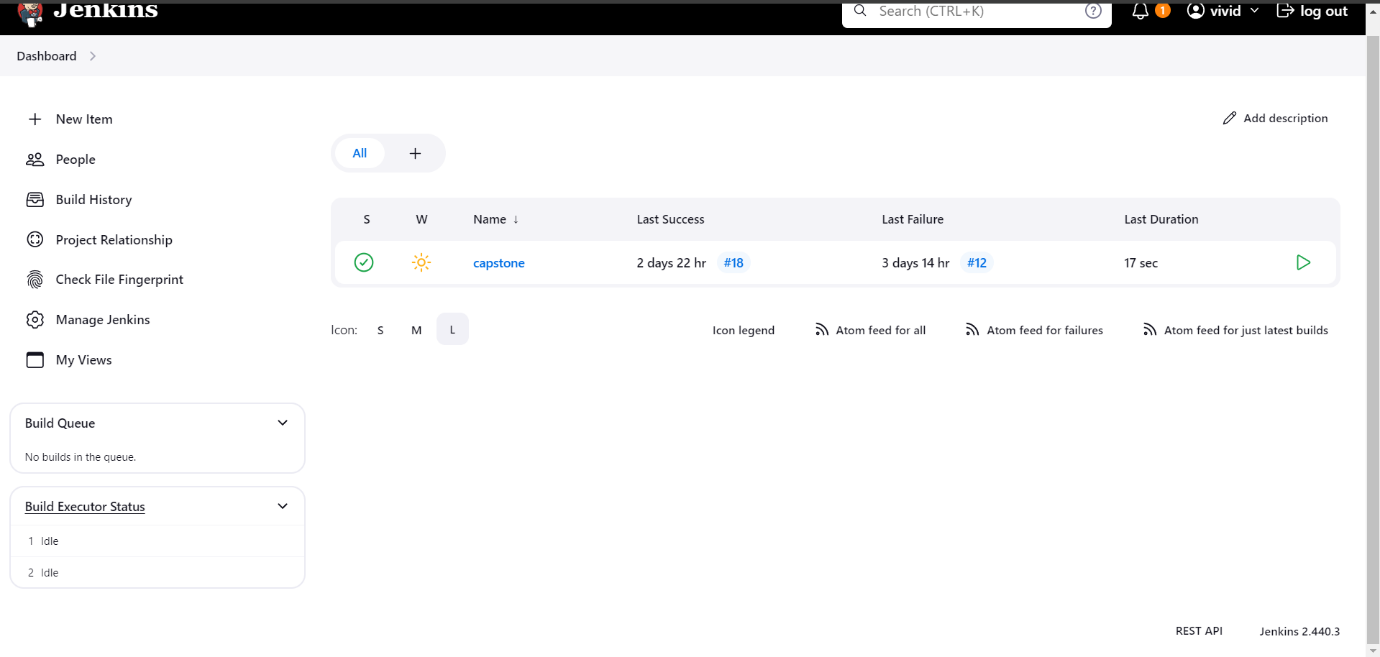 Jenkins
Search (CTRL+K)
?
1
vivid
log out
Dashboard
New Item
People
Build History
Project Relationship
Check File Fingerprint
Manage Jenkins
My Views
Add description
All
+
S W Name ↓ Last Success Last Failure Last Duration
capstone 2 days 22 hr #18 3 days 14 hr #12 17 sec
Icon: S M L
Icon legend
Atom feed for all
Atom feed for failures
Atom feed for just latest builds
Build Queue
No builds in the queue.
Build Executor Status
1 Idle
2 Idle
REST API
Jenkins 2.440.3